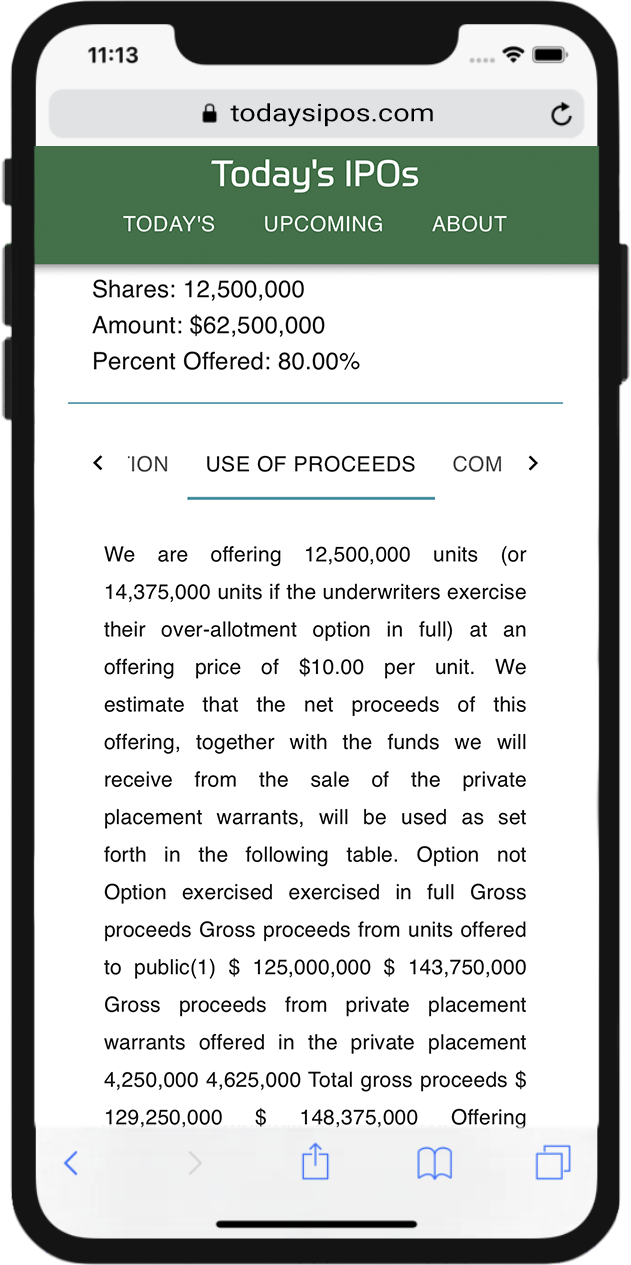 11:13
todaysipos.com
Today's IPOs
TODAY'S UPCOMING ABOUT
Shares: 12,500,000
Amount: $62,500,000
Percent Offered: 80.00%
ION USE OF PROCEEDS COM
We are offering 12,500,000 units (or
14,375,000 units if the underwriters exercise
their over-allotment option in full) at an
offering price of $10.00 per unit. We
estimate that the net proceeds of this
offering, together with the funds we will
receive from the sale of the private
placement warrants, will be used as set
forth in the following table. Option not
Option exercised exercised in full Gross
proceeds Gross proceeds from units offered
to public(1) $ 125,000,000 $ 143,750,000
Gross proceeds from private placement
warrants offered in the private placement
4,250,000 4,625,000 Total gross proceeds $
129,250,000 $ 148,375,000 Offering